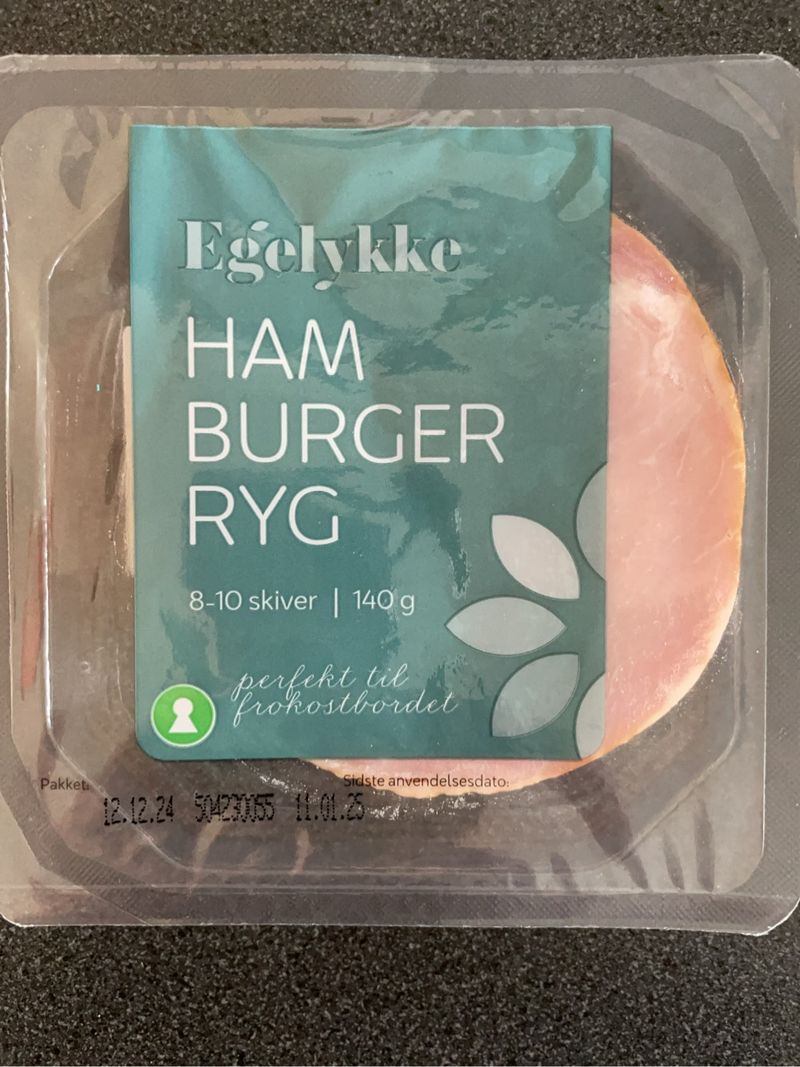 Egelykke
HAM
BURGER
RYG
8-10 skiver | 140 g
perfekt til
frokostbordet
Pakket: Sidste anvendelsesdato:
12.12.24 504230055 11.01.25